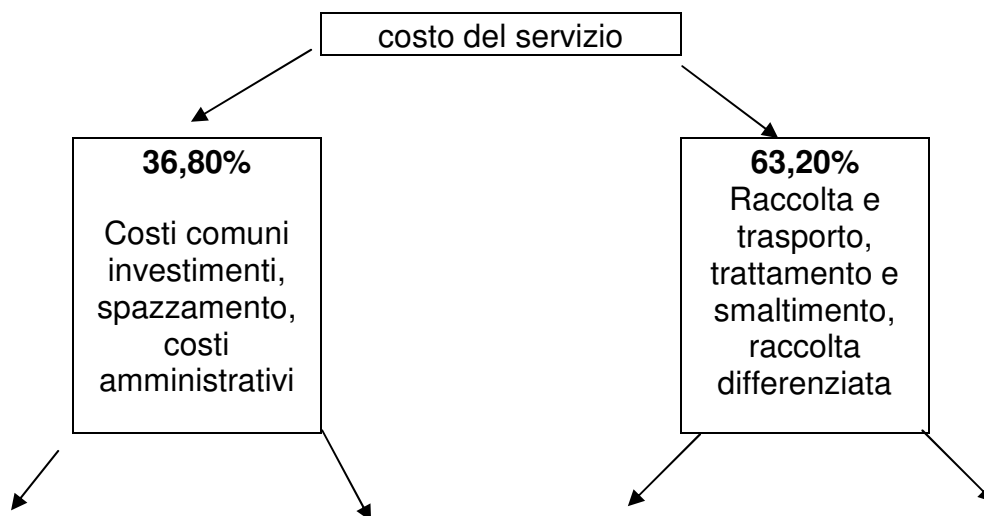 costo del servizio
36,80%
Costi comuni
investimenti,
spazzamento,
costi
amministrativi
63,20%
Raccolta e
trasporto,
trattamento e
smaltimento,
raccolta
differenziata